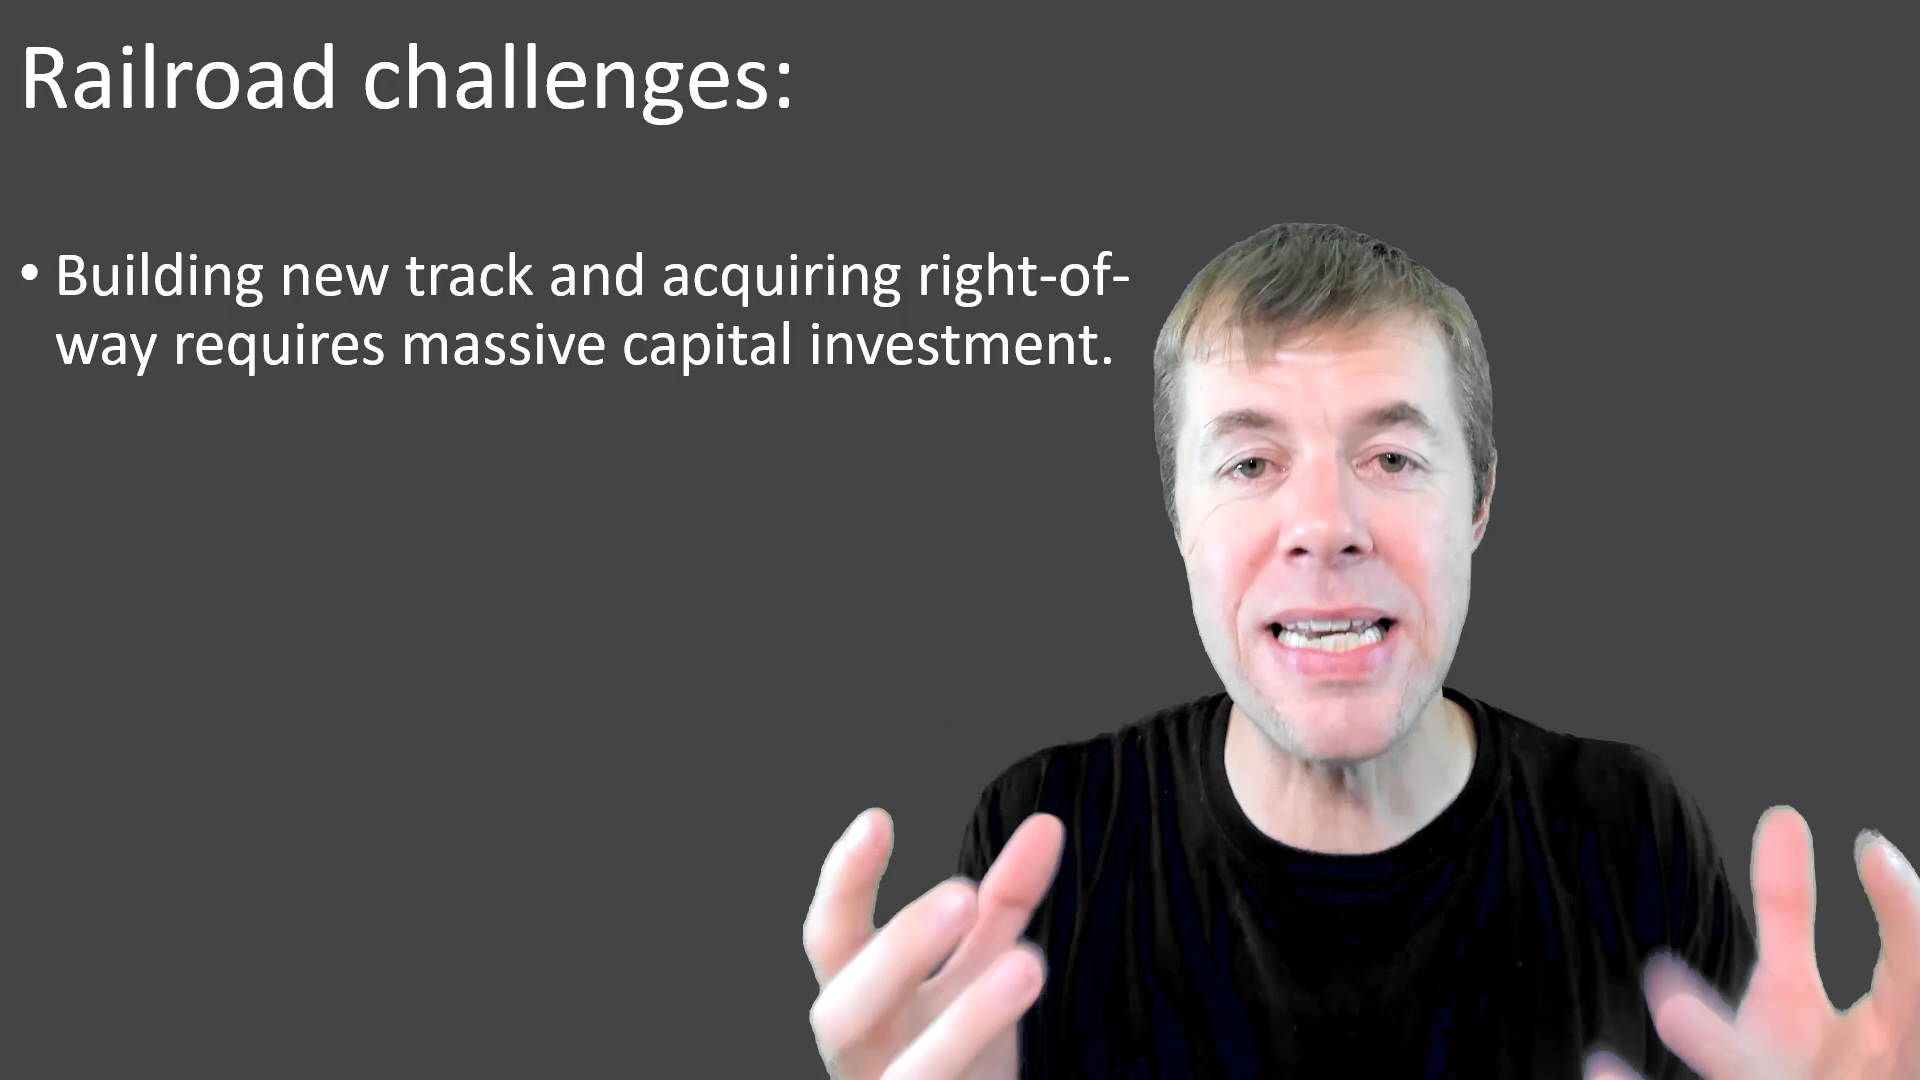 Railroad challenges:
• Building new track and acquiring right-of-
way requires massive capital investment.